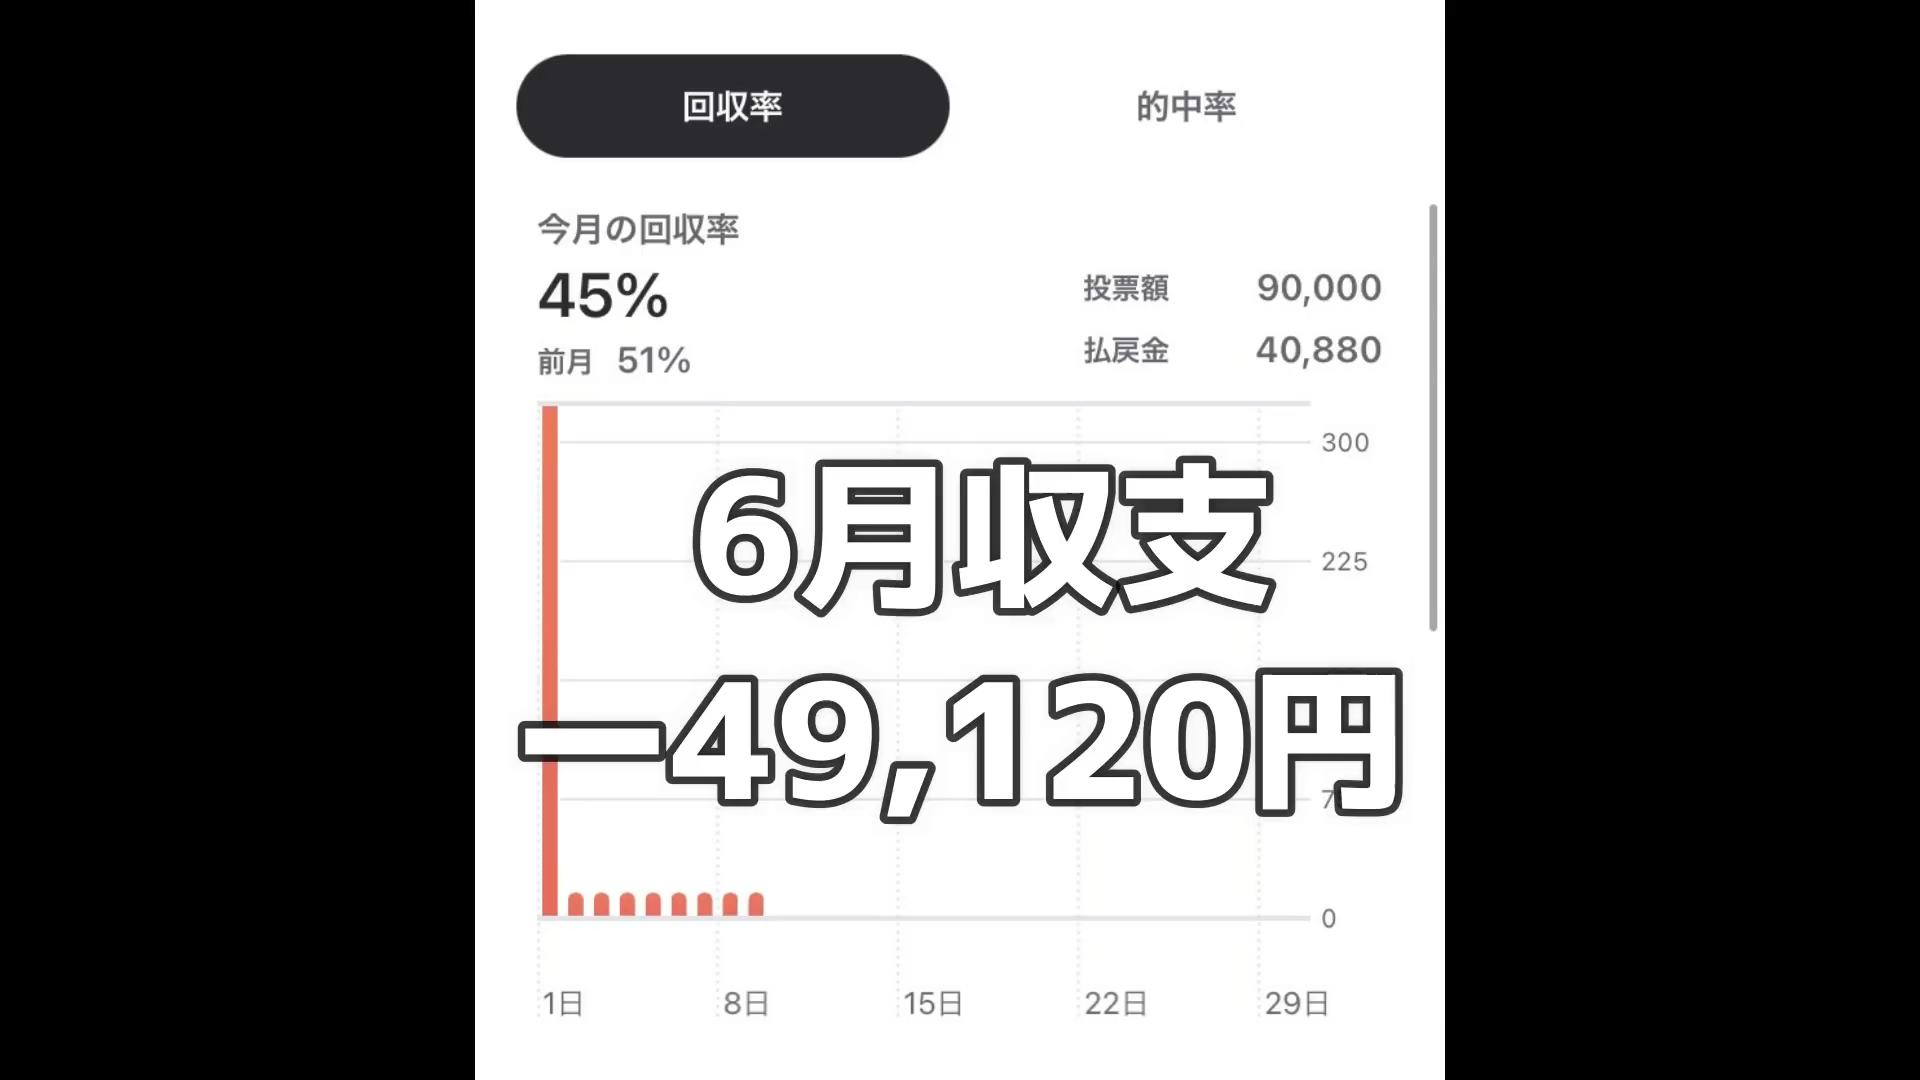 回収率 的中率
今月の回収率
45%
前月 51%
投票額 90,000
払戻金 40,880
300
6月収支
225
ー49,120円
0
1日 8日 15日 22日 29日